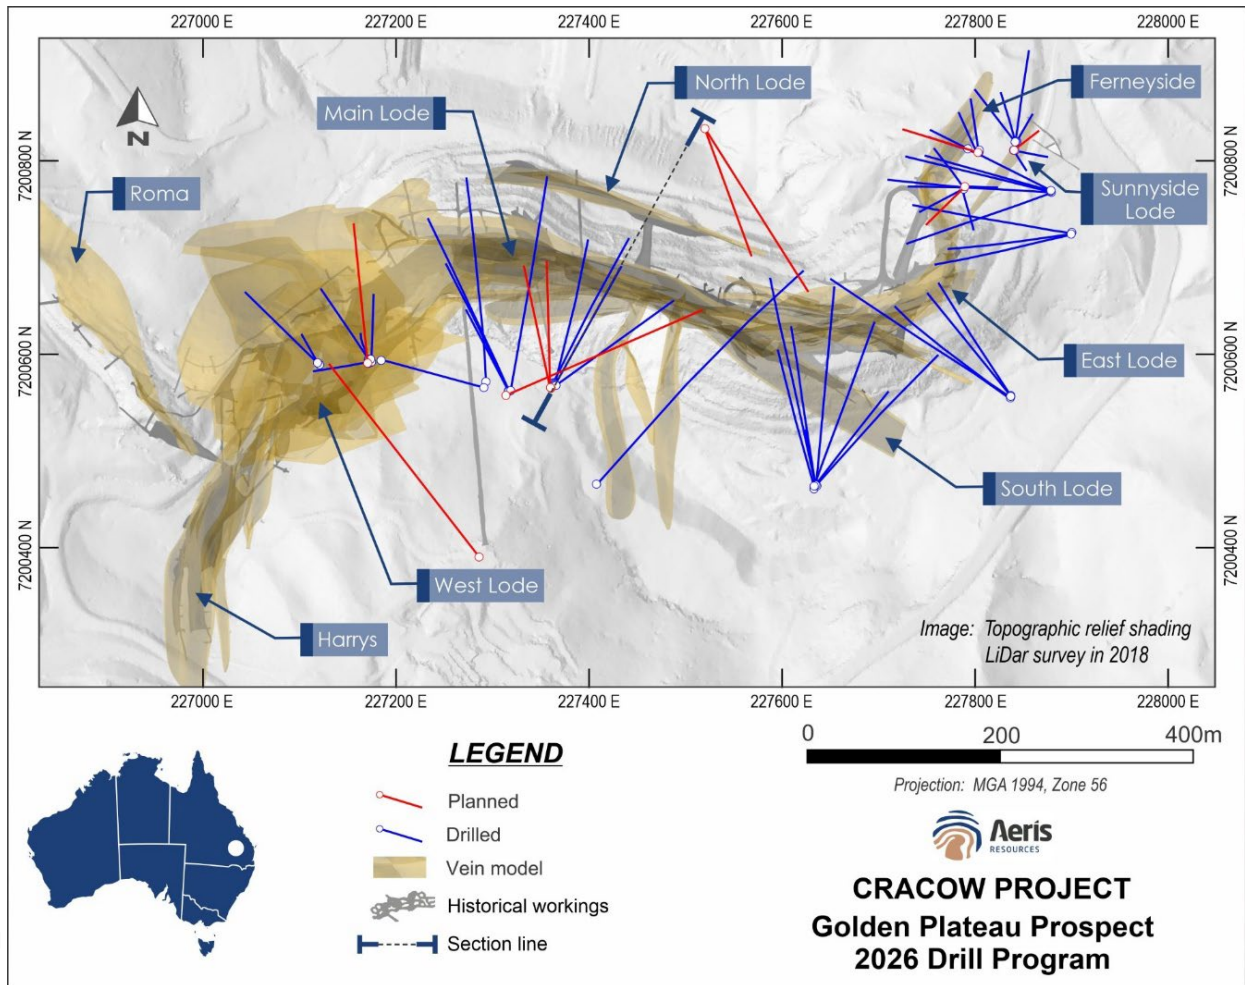 227000 E
227200 E
227400 E
227600 E
227800 E
228000 E
North Lode
Ferneyside
Main Lode
7200800 N
7200800 N
Roma
Sunnyside
Lode
7200600 N
7200600 N
East Lode
South Lode
7200400 N
7200400 N
West Lode
Harrys
N
Image: Topographic relief shading
LiDar survey in 2018
227000 E
227200 E
227400 E
227600 E
227800 E
228000 E
LEGEND
Planned
Drilled
Vein model
Historical workings
Section line
0
200
400m
Projection: MGA 1994, Zone 56
Aeris
RESOURCES
CRACOW PROJECT
Golden Plateau Prospect
2026 Drill Program